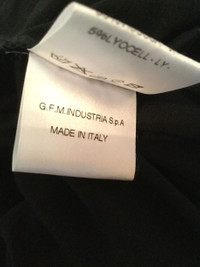 5% LYOCELL - LY -
G.F.M. INDUSTRIA S.p.A
MADE IN ITALY